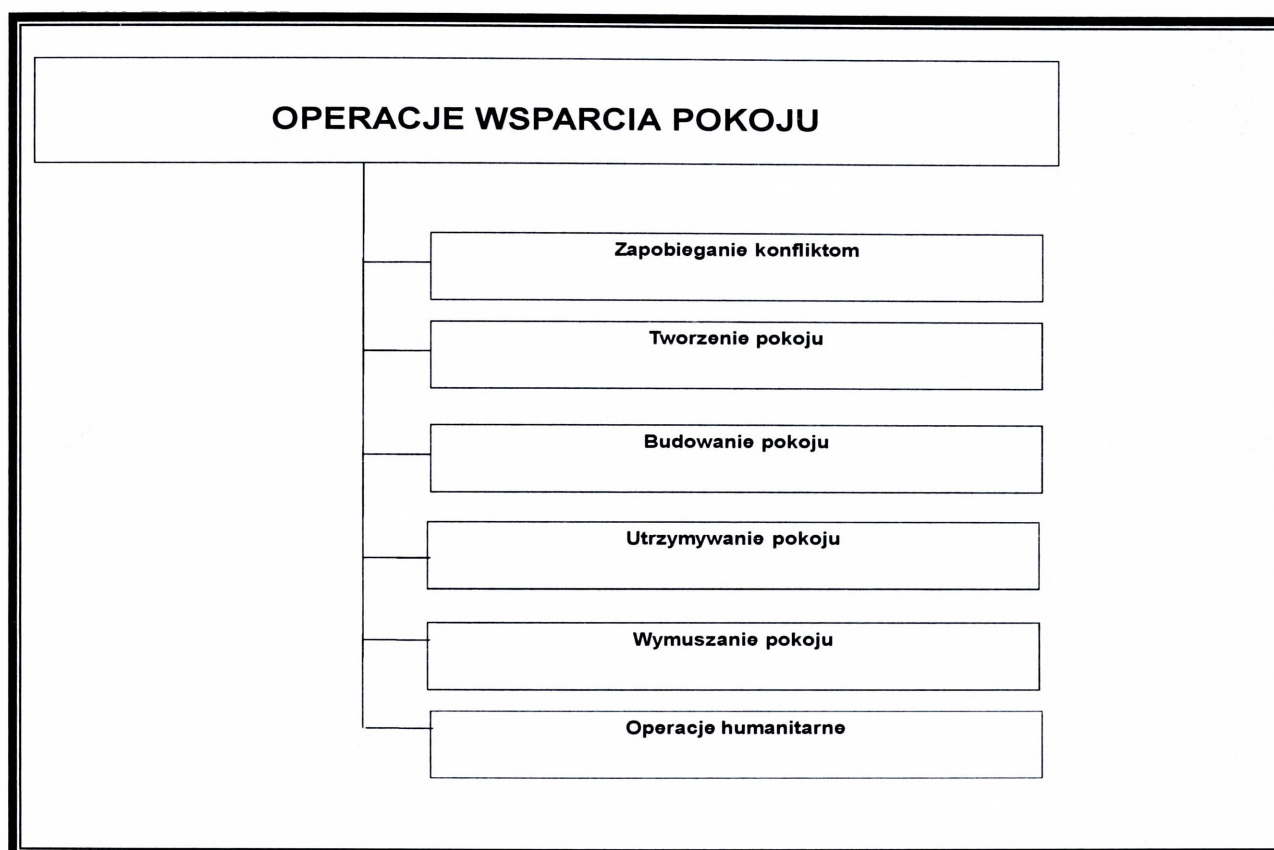 OPERACJE WSPARCIA POKOJU
Zapobieganie konfliktom
Tworzenie pokoju
Budowanie pokoju
Utrzymywanie pokoju
Wymuszanie pokoju
Operacje humanitarne